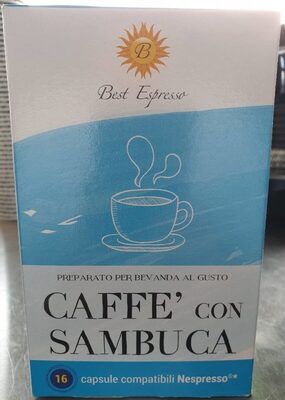 B
Best Espresso
PREPARATO PER BEVANDA AL GUSTO
CAFFE' CON
SAMBUCA
16 capsule compatibili Nespresso®*